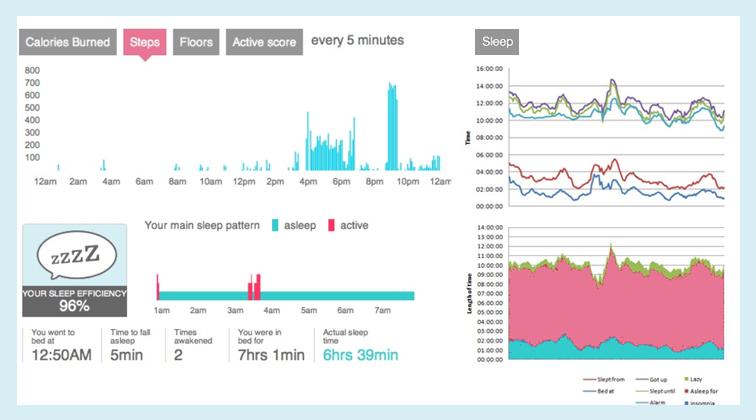 Calories Burned Steps Floors Active score every 5 minutes
800
700
600
500
400
300
200
100
12am 2am 4am 6am 8am 10am 12pm 2pm 4pm 6pm 8pm 10pm 12am
zzzZ
YOUR SLEEP EFFICIENCY
96%
Your main sleep pattern asleep active
1am 2am 3am 4am 5am 6am 7am
You went to bed at
12:50AM
Time to fall asleep
5min
Times awakened
2
You were in bed for
7hrs 1min
Actual sleep time
6hrs 39min
Sleep
Time
16:00:00
14:00:00
12:00:00
10:00:00
08:00:00
06:00:00
04:00:00
02:00:00
00:00:00
Length of time
14:00:00
13:00:00
12:00:00
11:00:00
10:00:00
09:00:00
08:00:00
07:00:00
06:00:00
05:00:00
04:00:00
03:00:00
02:00:00
01:00:00
00:00:00
Slept from Got up Lazy
Bed at Slept until Asleep for
Alarm Insomnia